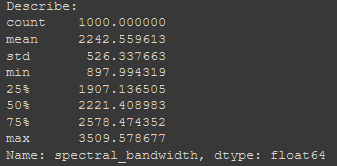 Describe:
count    1000.000000
mean     2242.559613
std       526.337663
min       897.994319
25%      1907.136505
50%      2221.408983
75%      2578.474352
max      3509.578677
Name: spectral_bandwidth, dtype: float64